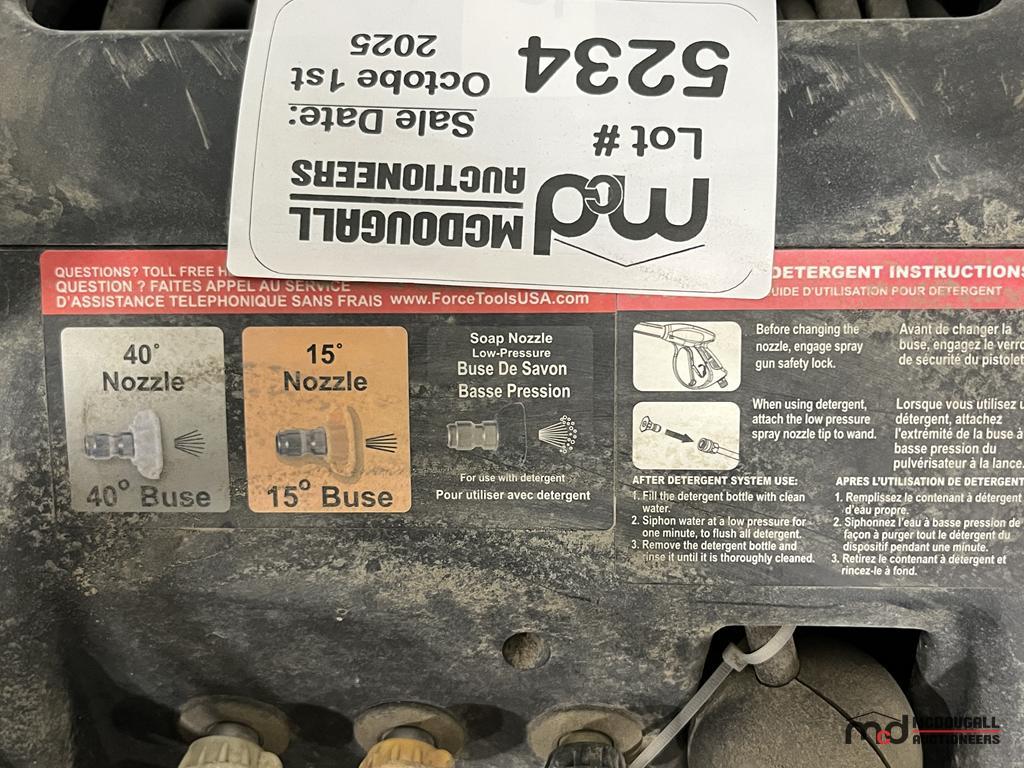 Lot # 5234
Sale Date:
Octobe 1st
2025
mcd
MCDOUGALL
AUCTIONEERS
QUESTIONS? TOLL FREE
QUESTION ? FAITES APPEL AU SERVICE
D'ASSISTANCE TELEPHONIQUE SANS FRAIS www.ForceToolsUSA.com
40°
Nozzle
40° Buse
15°
Nozzle
15° Buse
Soap Nozzle
Low-Pressure
Buse De Savon
Basse Pression
For use with detergent
Pour utiliser avec detergent
DETERGENT INSTRUCTIONS
D'UTILISATION POUR DETERGENT
Before changing the
nozzle, engage spray
gun safety lock.
When using detergent,
attach the low pressure
spray nozzle tip to wand.
AFTER DETERGENT SYSTEM USE:
1. Fill the detergent bottle with clean
water.
2. Siphon water at a low pressure for
one minute, to flush all detergent.
3. Remove the detergent bottle and
rinse it until it is thoroughly cleaned.
Avant de changer la
buse, engagez le
de sécurité du
Lorsque vous utilisez
détergent, attachez
l'extrémité de la buse à
basse pression du
pulvérisateur à la lance.
APRES L'UTILISATION DE DETERGENT
1. Remplissez le contenant à détergent
d'eau propre.
2. Siphonnez l'eau à basse pression de
façon à purger tout le détergent du
dispositif pendant une minute.
3. Retirez le contenant à détergent et
rincez-le à fond.
mcd MCDOUGALL
AUCTIONEERS